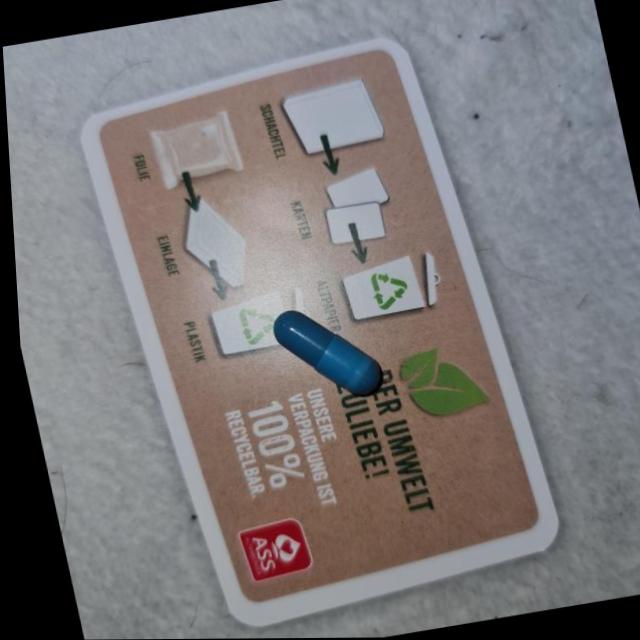 DER UMWELT
ZULIEBE!
UNSERE
VERPACKUNG IST
100%
RECYCELBAR
SCHACHTEL
KARTEN
ALTPAPIER
FOLIE
EINLAGE
PLASTIK
ASS